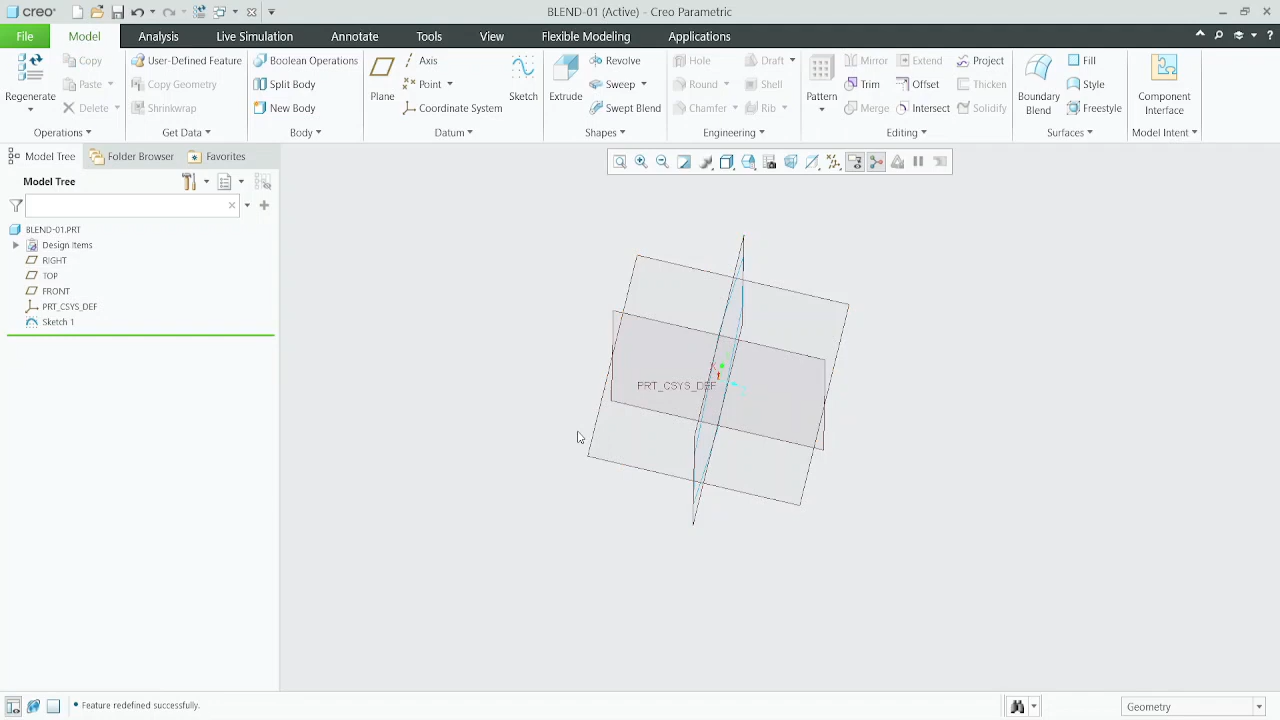 creo®
BLEND-01 (Active) - Creo Parametric
File Model Analysis Live Simulation Annotate Tools View Flexible Modeling Applications
Regenerate
Copy
Paste
Delete
Operations
User-Defined Feature
Copy Geometry
Shrinkwrap
Get Data
Boolean Operations
Split Body
New Body
Body
Plane
Axis
Point
Coordinate System
Sketch
Datum
Extrude
Revolve
Sweep
Swept Blend
Shapes
Hole
Round
Chamfer
Draft
Shell
Rib
Engineering
Pattern
Mirror
Trim
Merge
Extend
Offset
Intersect
Project
Thicken
Solidify
Editing
Boundary
Blend
Fill
Style
Freestyle
Surfaces
Component
Interface
Model Intent
Model Tree Folder Browser Favorites
Model Tree
BLEND-01.PRT
Design Items
RIGHT
TOP
FRONT
PRT_CSYS_DEF
Sketch 1
PRT_CSYS_DEF
Feature redefined successfully.
Geometry